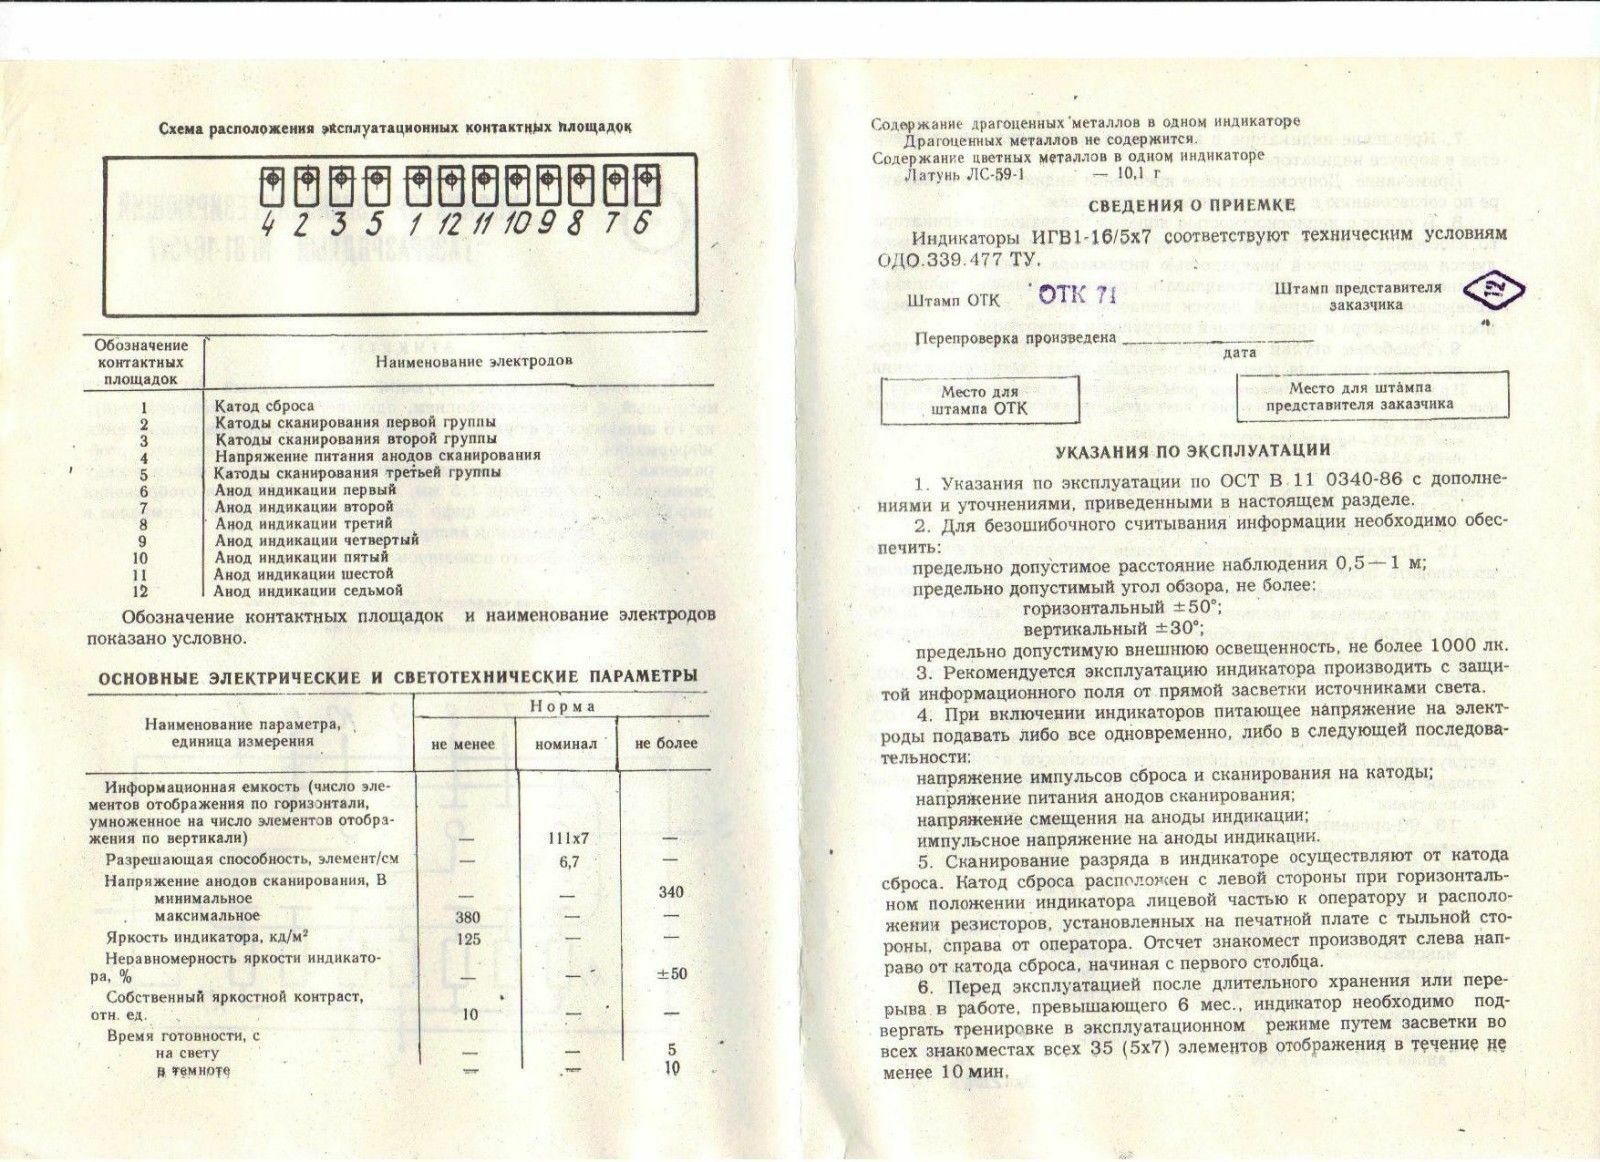 Схема расположения эксплуатационных контактных площадок
4 2 3 5 1 12 11 10 9 8 7 6
Обозначение контактных площадок
Наименование электродов
1 Катод сброса
2 Катоды сканирования первой группы
3 Катоды сканирования второй группы
4 Напряжение питания анодов сканирования
5 Катоды сканирования третьей группы
6 Анод индикации первый
7 Анод индикации второй
8 Анод индикации третий
9 Анод индикации четвертый
10 Анод индикации пятый
11 Анод индикации шестой
12 Анод индикации седьмой
Обозначение контактных площадок и наименование электродов
показано условно.
ОСНОВНЫЕ ЭЛЕКТРИЧЕСКИЕ И СВЕТОТЕХНИЧЕСКИЕ ПАРАМЕТРЫ
Наименование параметра,
единица измерения
Норма
не менее номинал не более
Информационная емкость (число эле-
ментов отображения по горизонтали,
умноженное на число элементов отобра-
жения по вертикали) — 111х7 —
Разрешающая способность, элемент/см — 6,7 —
Напряжение анодов сканирования, В
минимальное — — 340
максимальное 380 — —
Яркость индикатора, кд/м² 125 — —
Неравномерность яркости индикато-
ра, % — — ±50
Собственный яркостной контраст,
отн. ед. 10 — —
Время готовности, с
на свету — — 5
в темноте — — 10
Содержание драгоценных металлов в одном индикаторе
Драгоценных металлов не содержится.
Содержание цветных металлов в одном индикаторе
Латунь ЛС-59-1 — 10,1 г
СВЕДЕНИЯ О ПРИЕМКЕ
Индикаторы ИГВ1-16/5х7 соответствуют техническим условиям
ОДО.339.477 ТУ.
Штамп ОТК ОТК 71
Штамп представителя
заказчика
12
Перепроверка произведена
дата
Место для
штампа ОТК
Место для штампа
представителя заказчика
УКАЗАНИЯ ПО ЭКСПЛУАТАЦИИ
1. Указания по эксплуатации по ОСТ В 11 0340-86 с дополне-
ниями и уточнениями, приведенными в настоящем разделе.
2. Для безошибочного считывания информации необходимо обес-
печить:
предельно допустимое расстояние наблюдения 0,5—1 м;
предельно допустимый угол обзора, не более:
горизонтальный ±50°;
вертикальный ±30°;
предельно допустимую внешнюю освещенность, не более 1000 лк.
3. Рекомендуется эксплуатацию индикатора производить с защи-
той информационного поля от прямой засветки источниками света.
4. При включении индикаторов питающее напряжение на элект-
роды подавать либо все одновременно, либо в следующей последова-
тельности:
напряжение импульсов сброса и сканирования на катоды;
напряжение питания анодов сканирования;
напряжение смещения на аноды индикации;
импульсное напряжение на аноды индикации.
5. Сканирование разряда в индикаторе осуществляют от катода
сброса. Катод сброса расположен с левой стороны при горизонталь-
ном положении индикатора лицевой частью к оператору и располо-
жении резисторов, установленных на печатной плате с тыльной сто-
роны, справа от оператора. Отсчет знакомест производят слева нап-
раво от катода сброса, начиная с первого столбца.
6. Перед эксплуатацией после длительного хранения или пере-
рыва в работе, превышающего 6 мес., индикатор необходимо под-
вергать тренировке в эксплуатационном режиме путем засветки во
всех знакоместах всех 35 (5х7) элементов отображения в течение не
менее 10 мин.